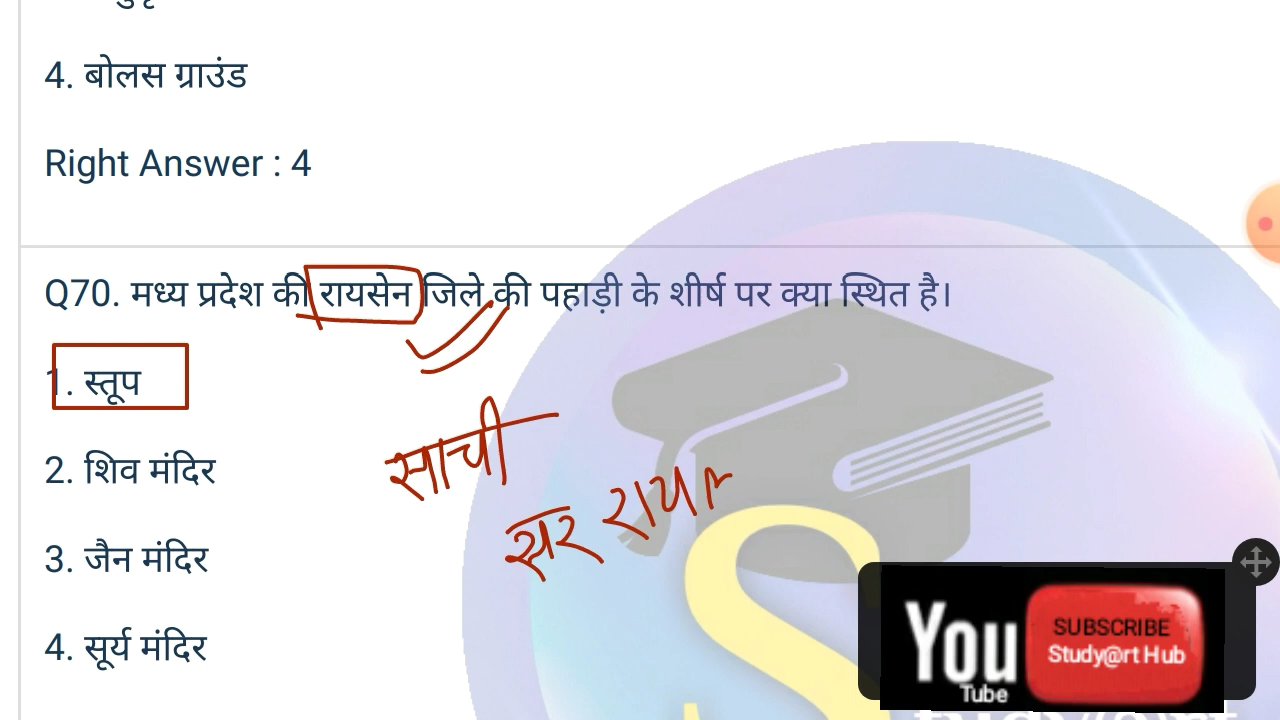 4. बोलस ग्राउंड
Right Answer : 4
Q70. मध्य प्रदेश की रायसेन जिले की पहाड़ी के शीर्ष पर क्या स्थित है।
1. स्तूप
साची
2. शिव मंदिर
3. जैन मंदिर
4. सूर्य मंदिर
You
Tube
SUBSCRIBE
Study@rt Hub